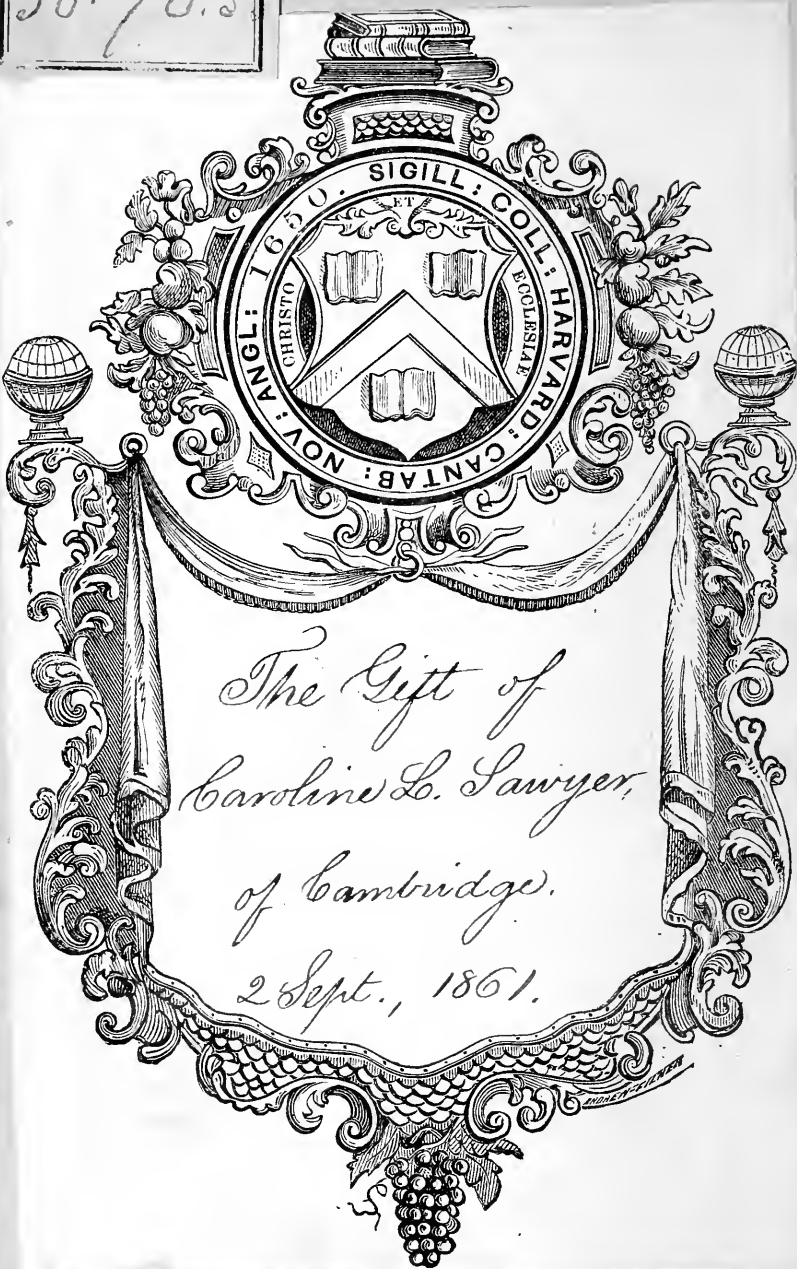 SIGILL: COLL: HARVARD: CANTAB: NOV: ANGL: 1650.
ET
CHRISTO
ECCLESIAE
The Gift of
Caroline L. Sawyer,
of Cambridge.
2 Sept., 1861.